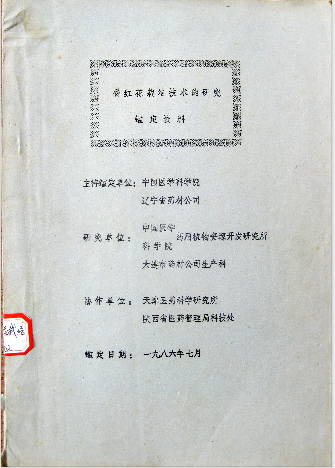 番红花栽培技术的研究
鉴定资料
主持鉴定单位：中国医学科学院
辽宁省药材公司
研究单位：中国医学科学院药用植物资源开发研究所
大连市药材公司生产科
协作单位：天津医药科学研究所
陕西省医药管理局科技处
鉴定日期：一九八六年七月